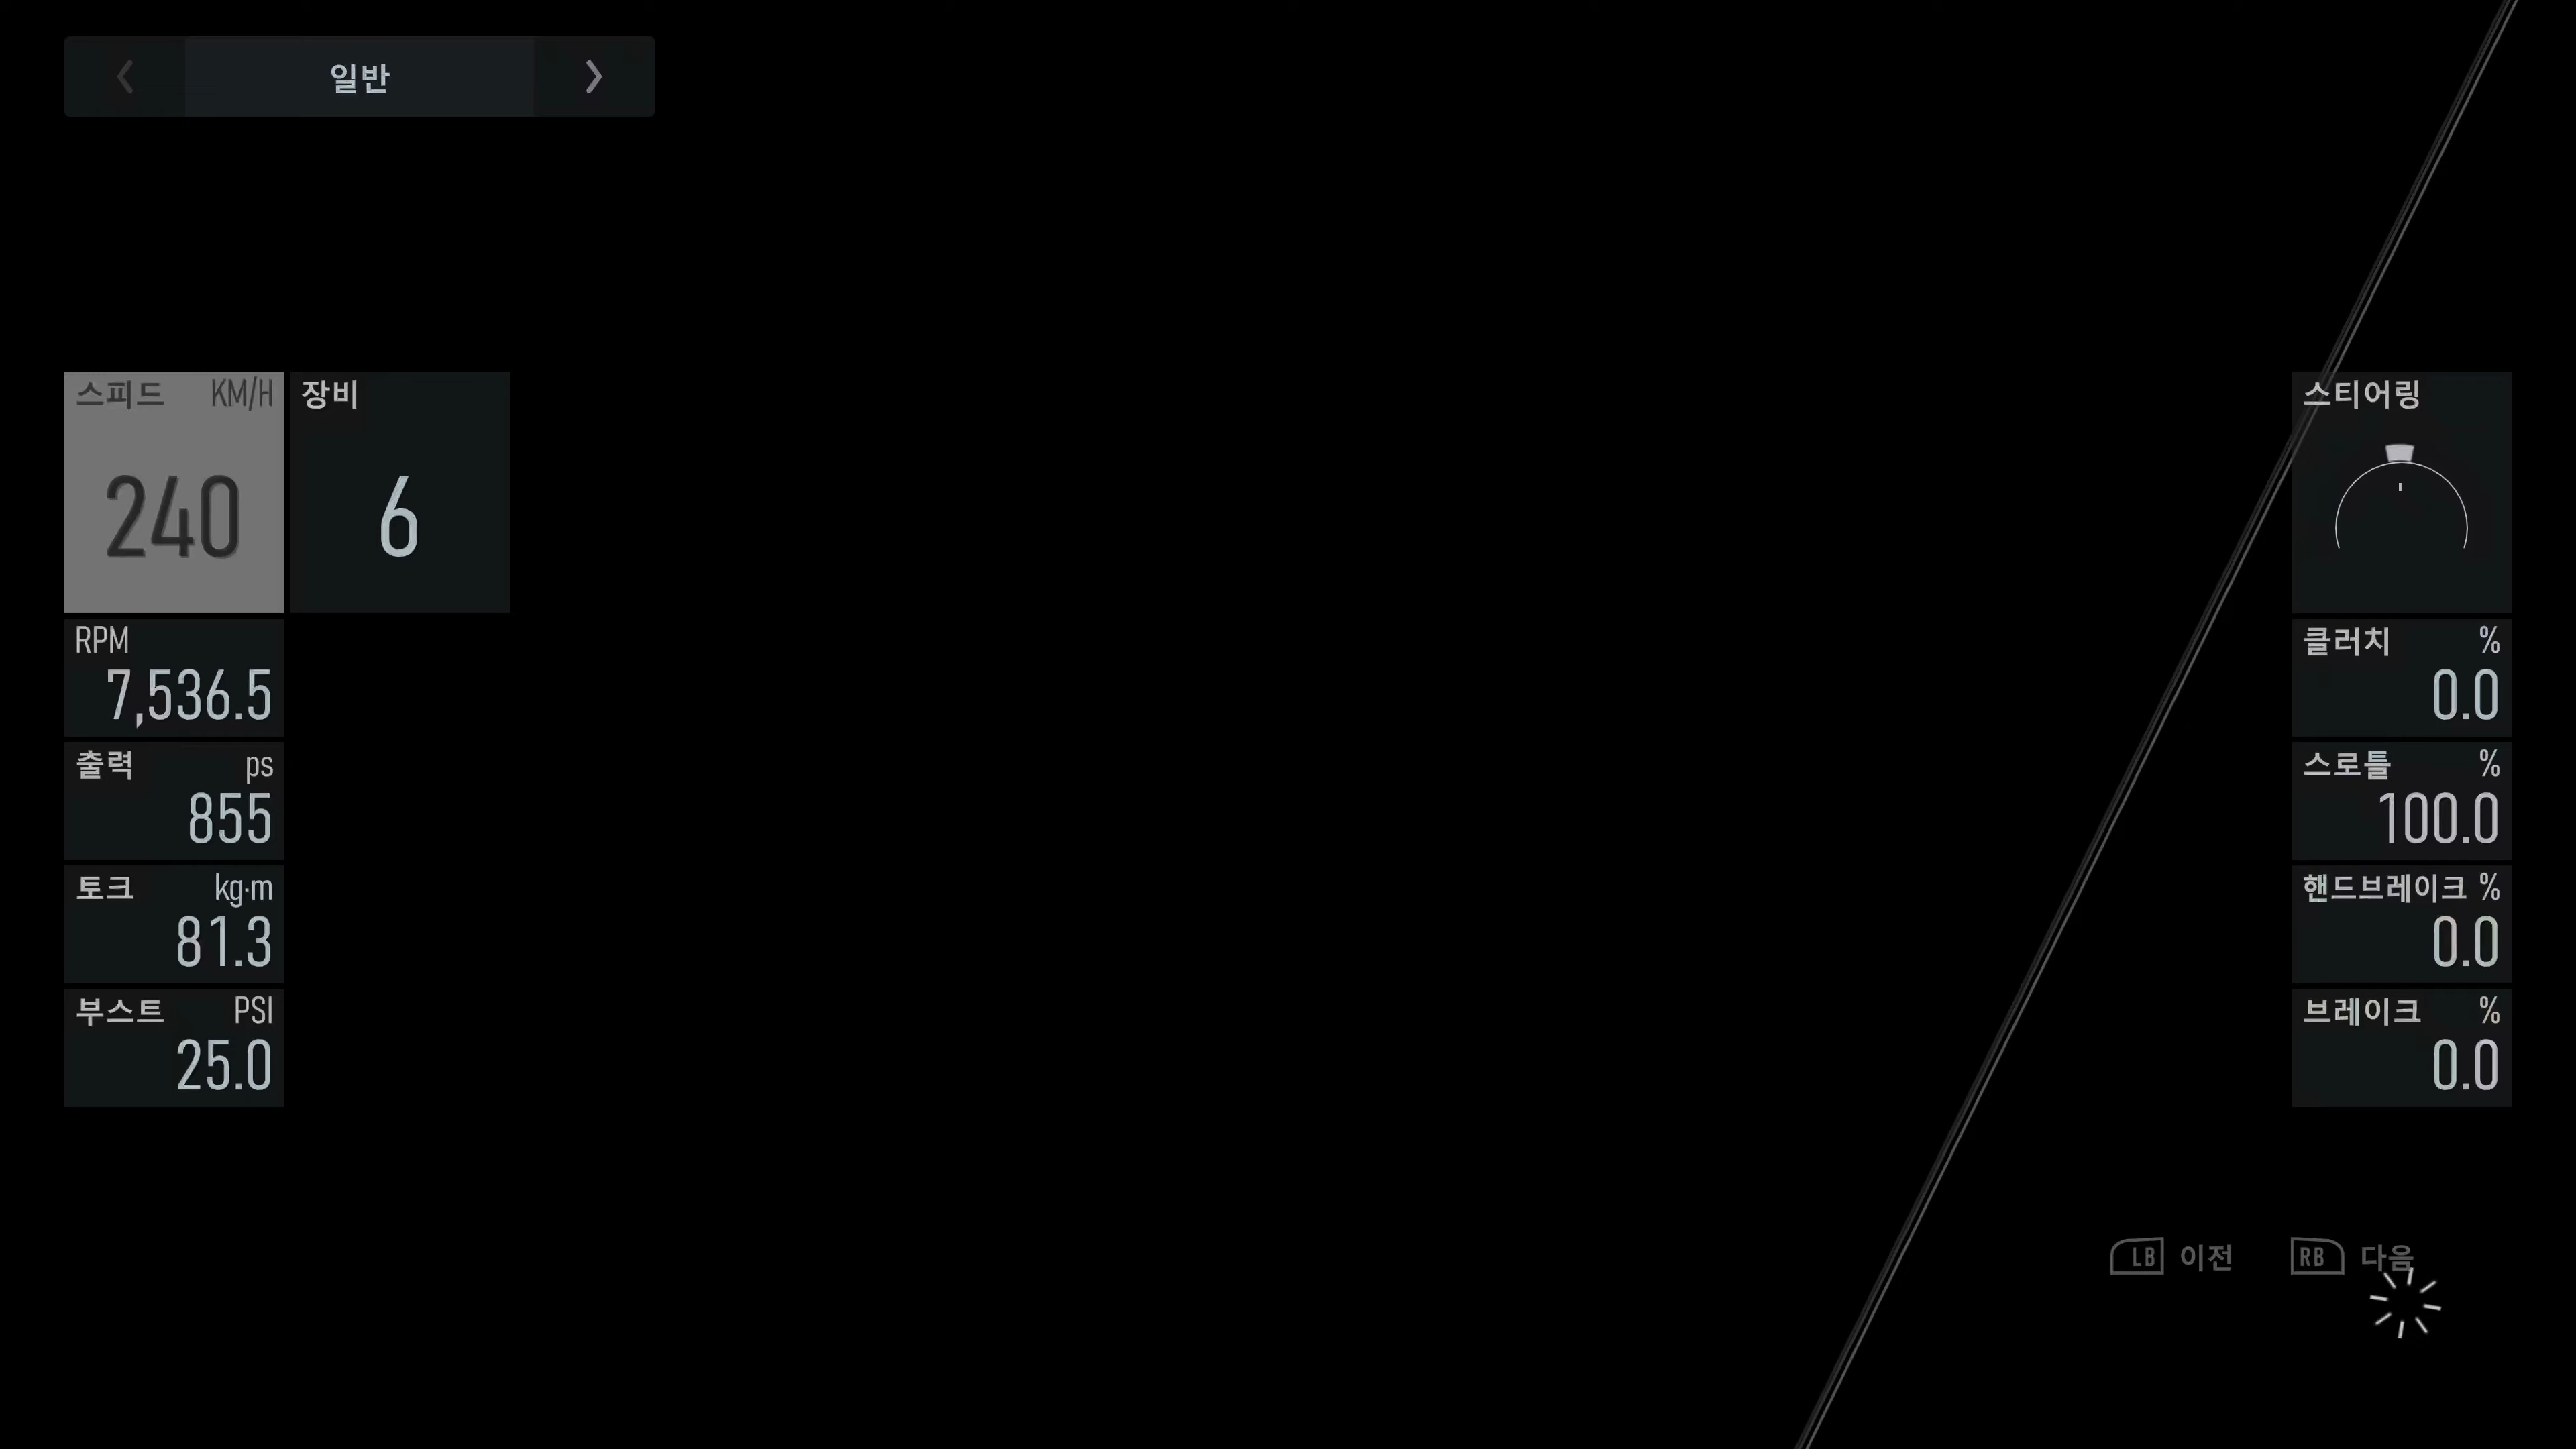 일반
스피드 KM/H
240
장비
6
RPM
7,536.5
출력 ps
855
토크 kg·m
81.3
부스트 PSI
25.0
스티어링
클러치 %
0.0
스로틀 %
100.0
핸드브레이크 %
0.0
브레이크 %
0.0
LB 이전 RB 다음